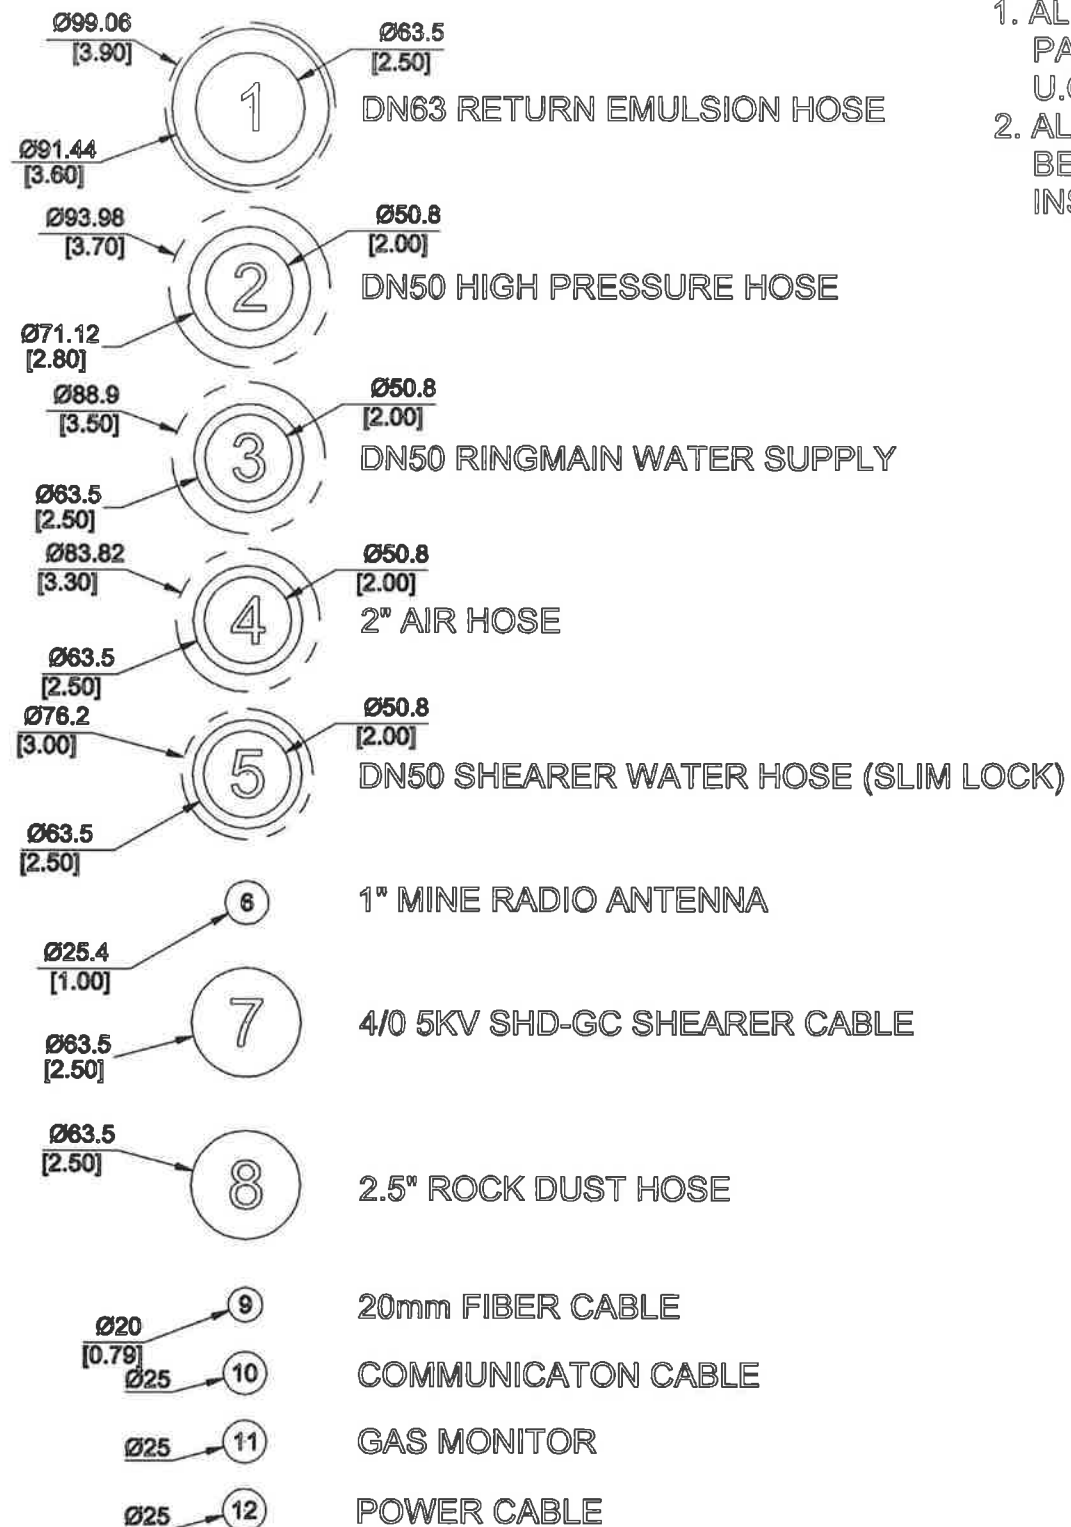 Ø99.06
[3.90]
Ø63.5
[2.50]
1
DN63 RETURN EMULSION HOSE
Ø91.44
[3.60]
Ø93.98
[3.70]
Ø50.8
[2.00]
2
DN50 HIGH PRESSURE HOSE
Ø71.12
[2.80]
Ø88.9
[3.50]
Ø50.8
[2.00]
3
DN50 RINGMAIN WATER SUPPLY
Ø63.5
[2.50]
Ø83.82
[3.30]
Ø50.8
[2.00]
4
2" AIR HOSE
Ø63.5
[2.50]
Ø76.2
[3.00]
Ø50.8
[2.00]
5
DN50 SHEARER WATER HOSE (SLIM LOCK)
Ø63.5
[2.50]
6
1" MINE RADIO ANTENNA
Ø25.4
[1.00]
7
4/0 5KV SHD-GC SHEARER CABLE
Ø63.5
[2.50]
Ø63.5
[2.50]
8
2.5" ROCK DUST HOSE
9
20mm FIBER CABLE
Ø20
[0.79]
Ø25
10
COMMUNICATON CABLE
Ø25
11
GAS MONITOR
Ø25
12
POWER CABLE
1. AL
PA
U.
2. AL
BE
INS